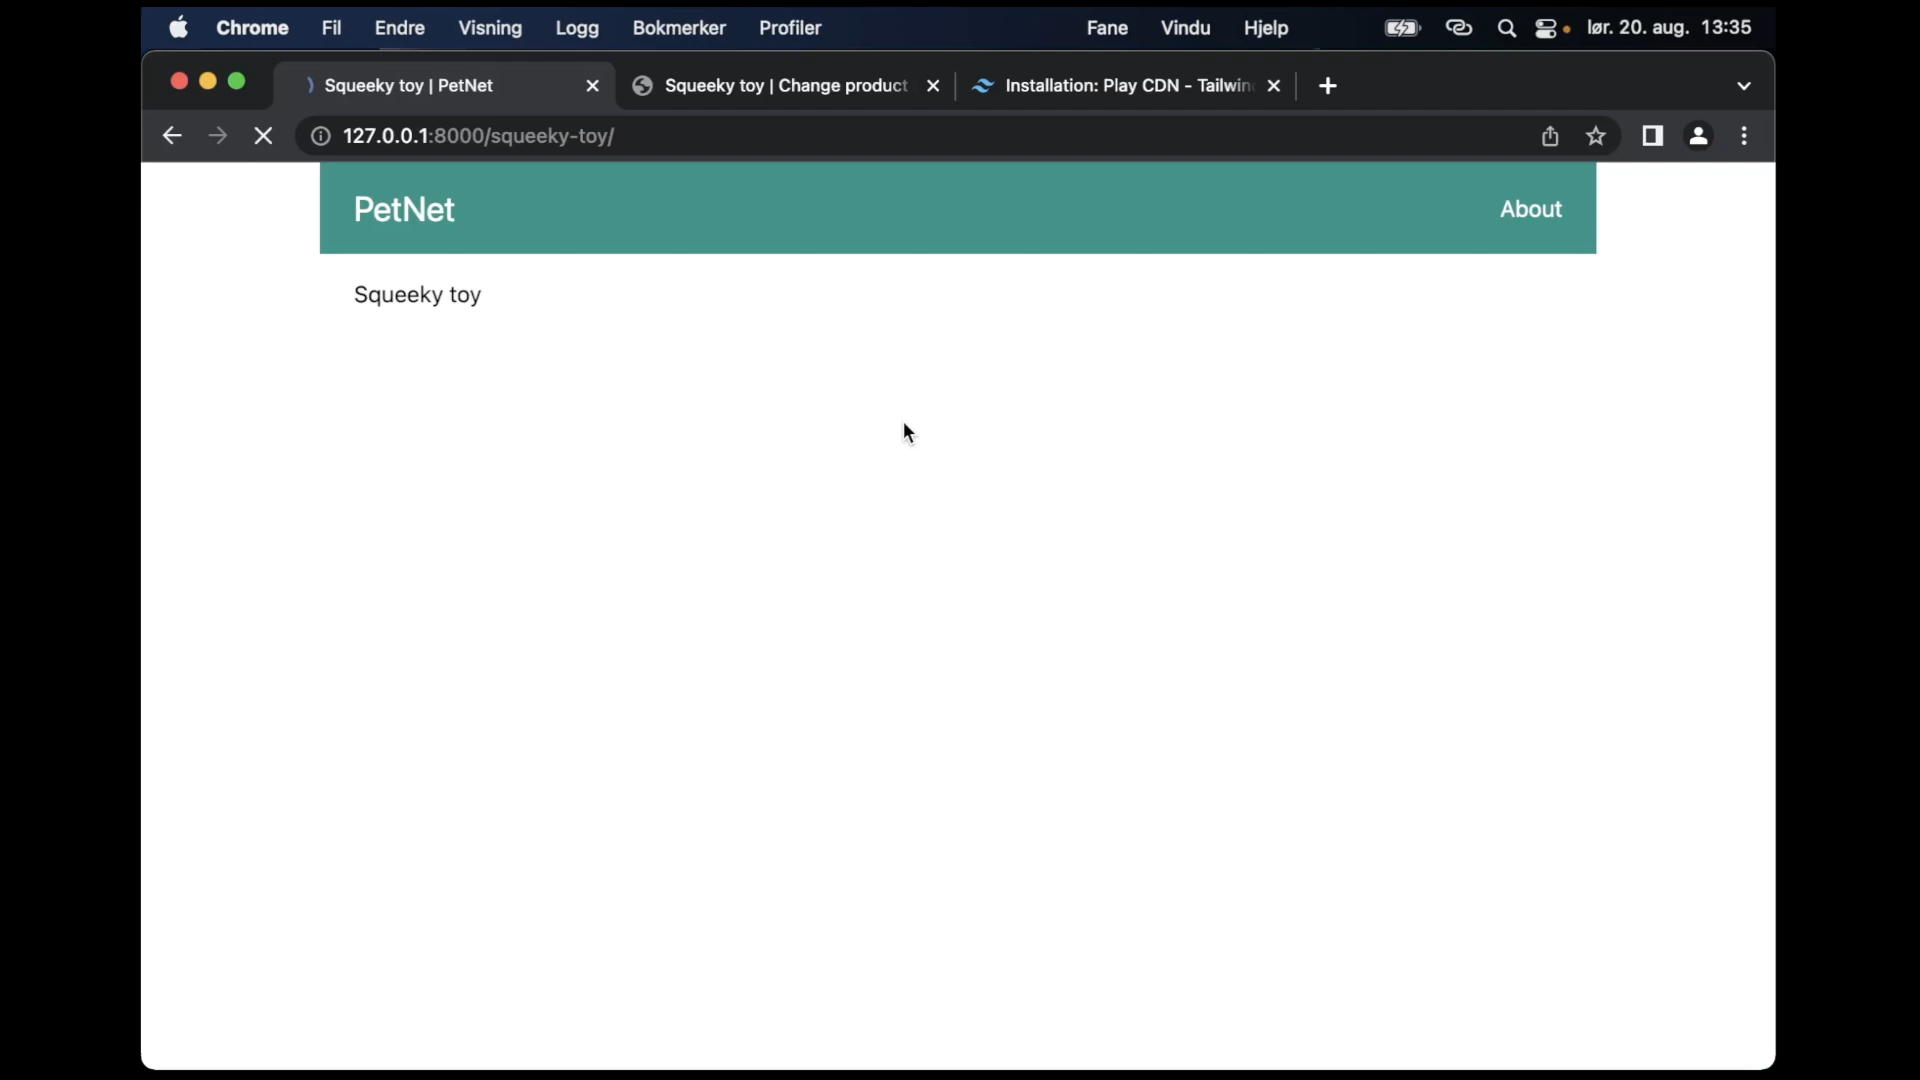 Chrome Fil Endre Visning Logg Bokmerker Profiler Fane Vindu Hjelp lør. 20. aug. 13:35
Squeeky toy | PetNet Squeeky toy | Change product Installation: Play CDN - Tailwin
127.0.0.1:8000/squeeky-toy/
PetNet About
Squeeky toy